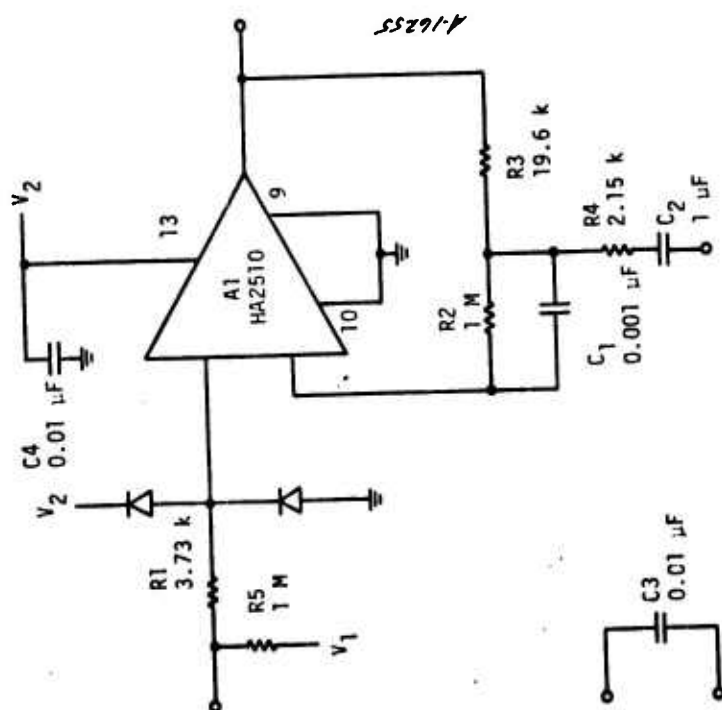 A-16255
V2
13
C4
0.01 µF
A1
HA2510
9
10
V2
R1
3.73 k
R5
1 M
V1
R3
19.6 k
R2
1 M
R4
2.15 k
C2
1 µF
C1
0.001 µF
C3
0.01 µF